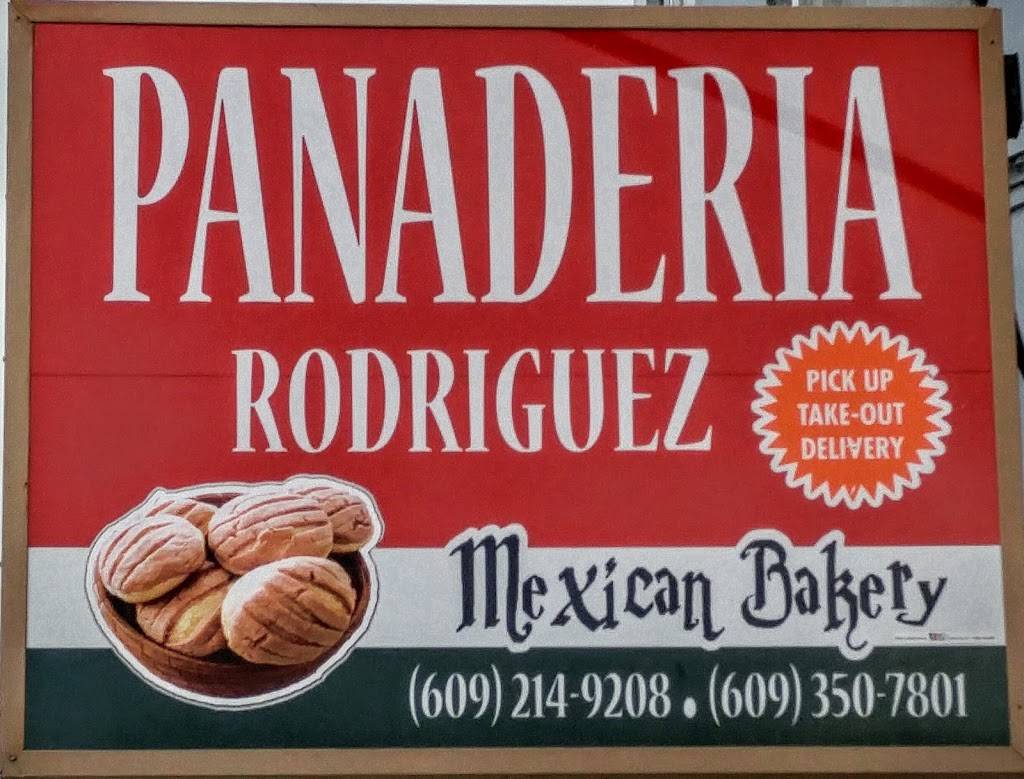 PANADERIA
RODRIGUEZ
PICK UP
TAKE-OUT
DELIVERY
Mexican Bakery
(609) 214-9208 • (609) 350-7801